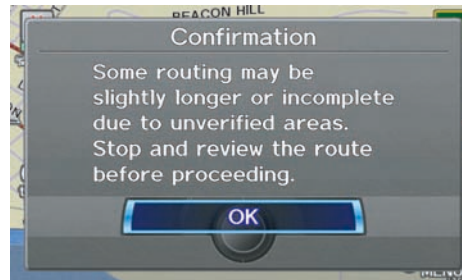 BEACON HILL
Confirmation
Some routing may be
slightly longer or incomplete
due to unverified areas.
Stop and review the route
before proceeding.
OK
MENU